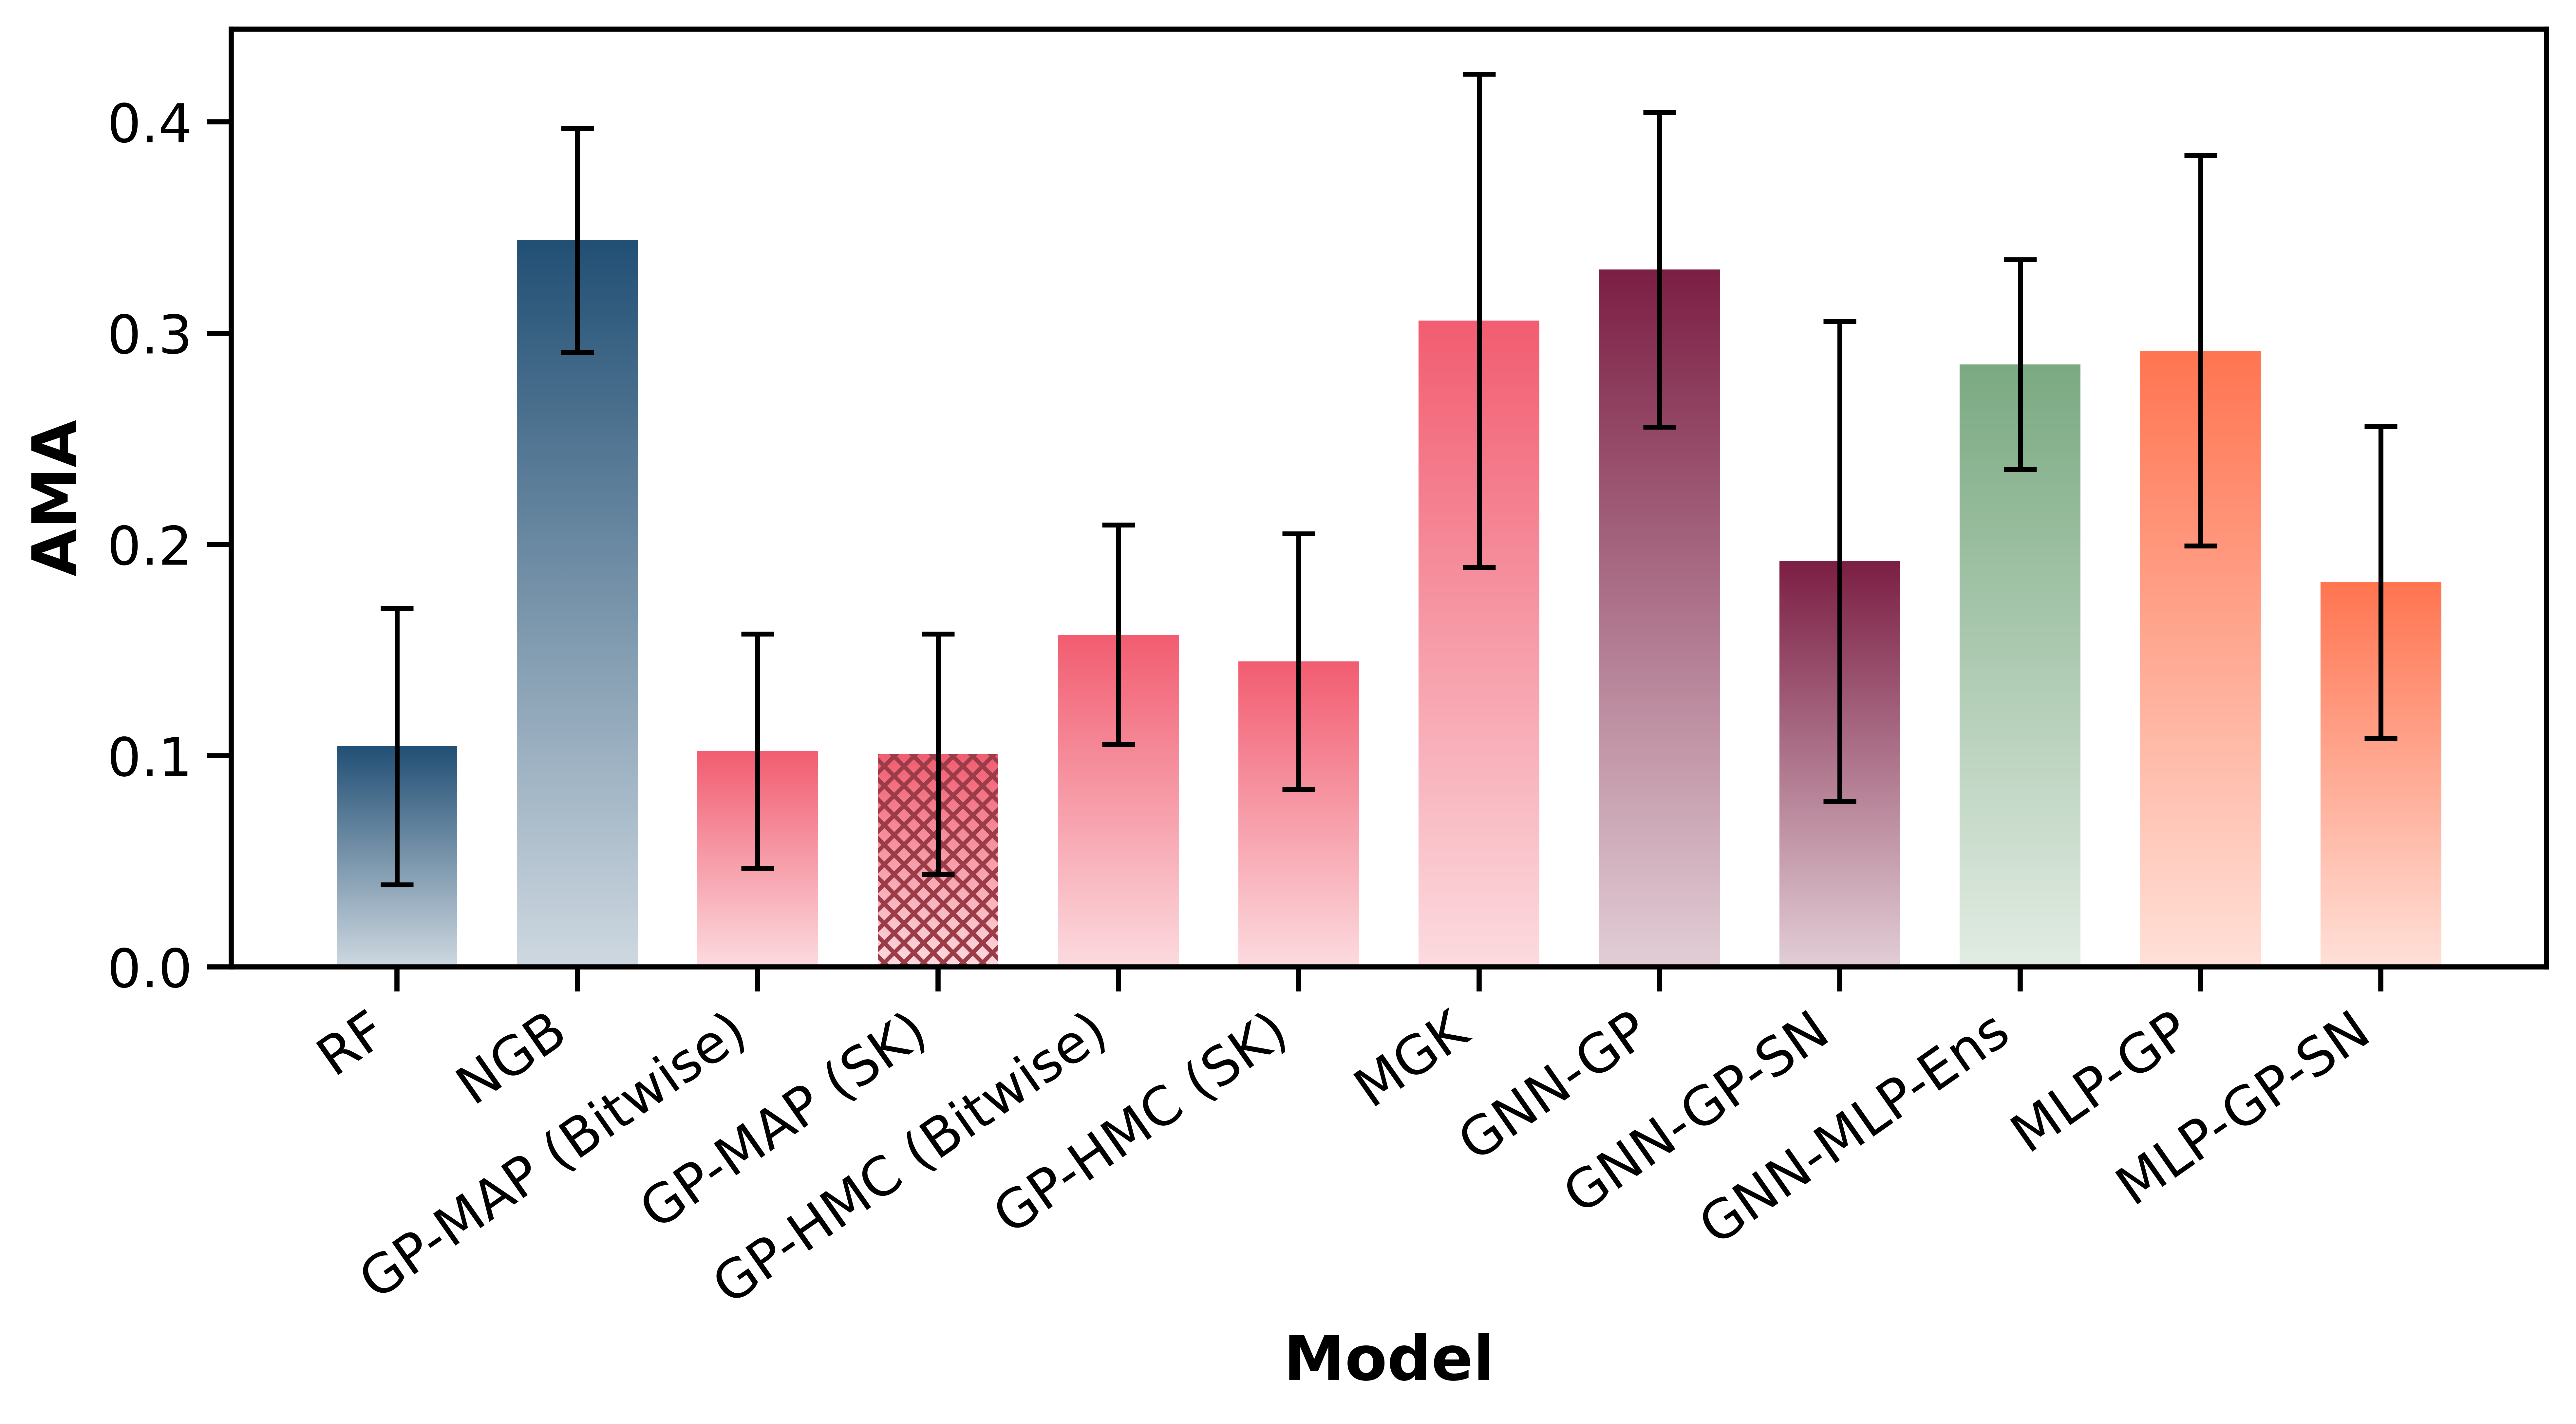 AMA
0.4
0.3
0.2
0.1
0.0
RF
NGB
GP-MAP (Bitwise)
GP-MAP (SK)
GP-HMC (Bitwise)
GP-HMC (SK)
MGK
GNN-GP
GNN-GP-SN
GNN-MLP-Ens
MLP-GP
MLP-GP-SN
Model